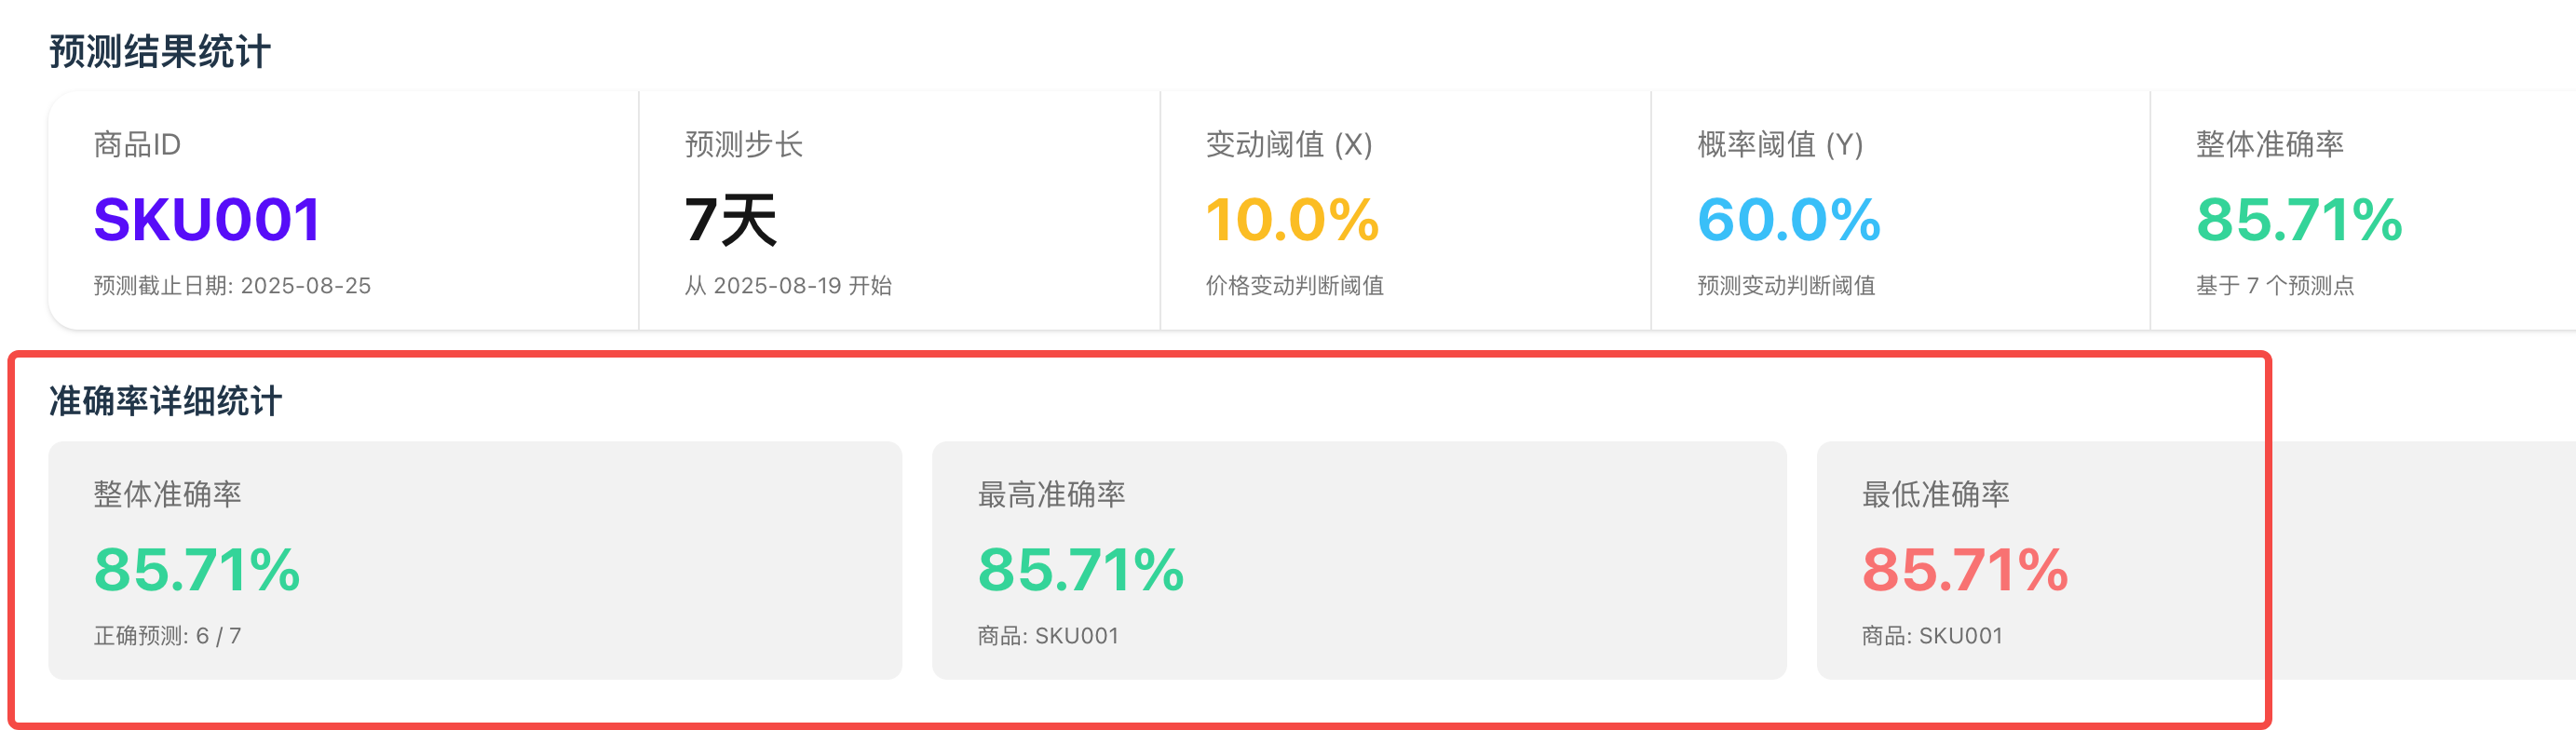 预测结果统计
商品ID
SKU001
预测截止日期: 2025-08-25
预测步长
7天
从 2025-08-19 开始
变动阈值 (X)
10.0%
价格变动判断阈值
概率阈值 (Y)
60.0%
预测变动判断阈值
整体准确率
85.71%
基于 7 个预测点
准确率详细统计
整体准确率
85.71%
正确预测: 6 / 7
最高准确率
85.71%
商品: SKU001
最低准确率
85.71%
商品: SKU001